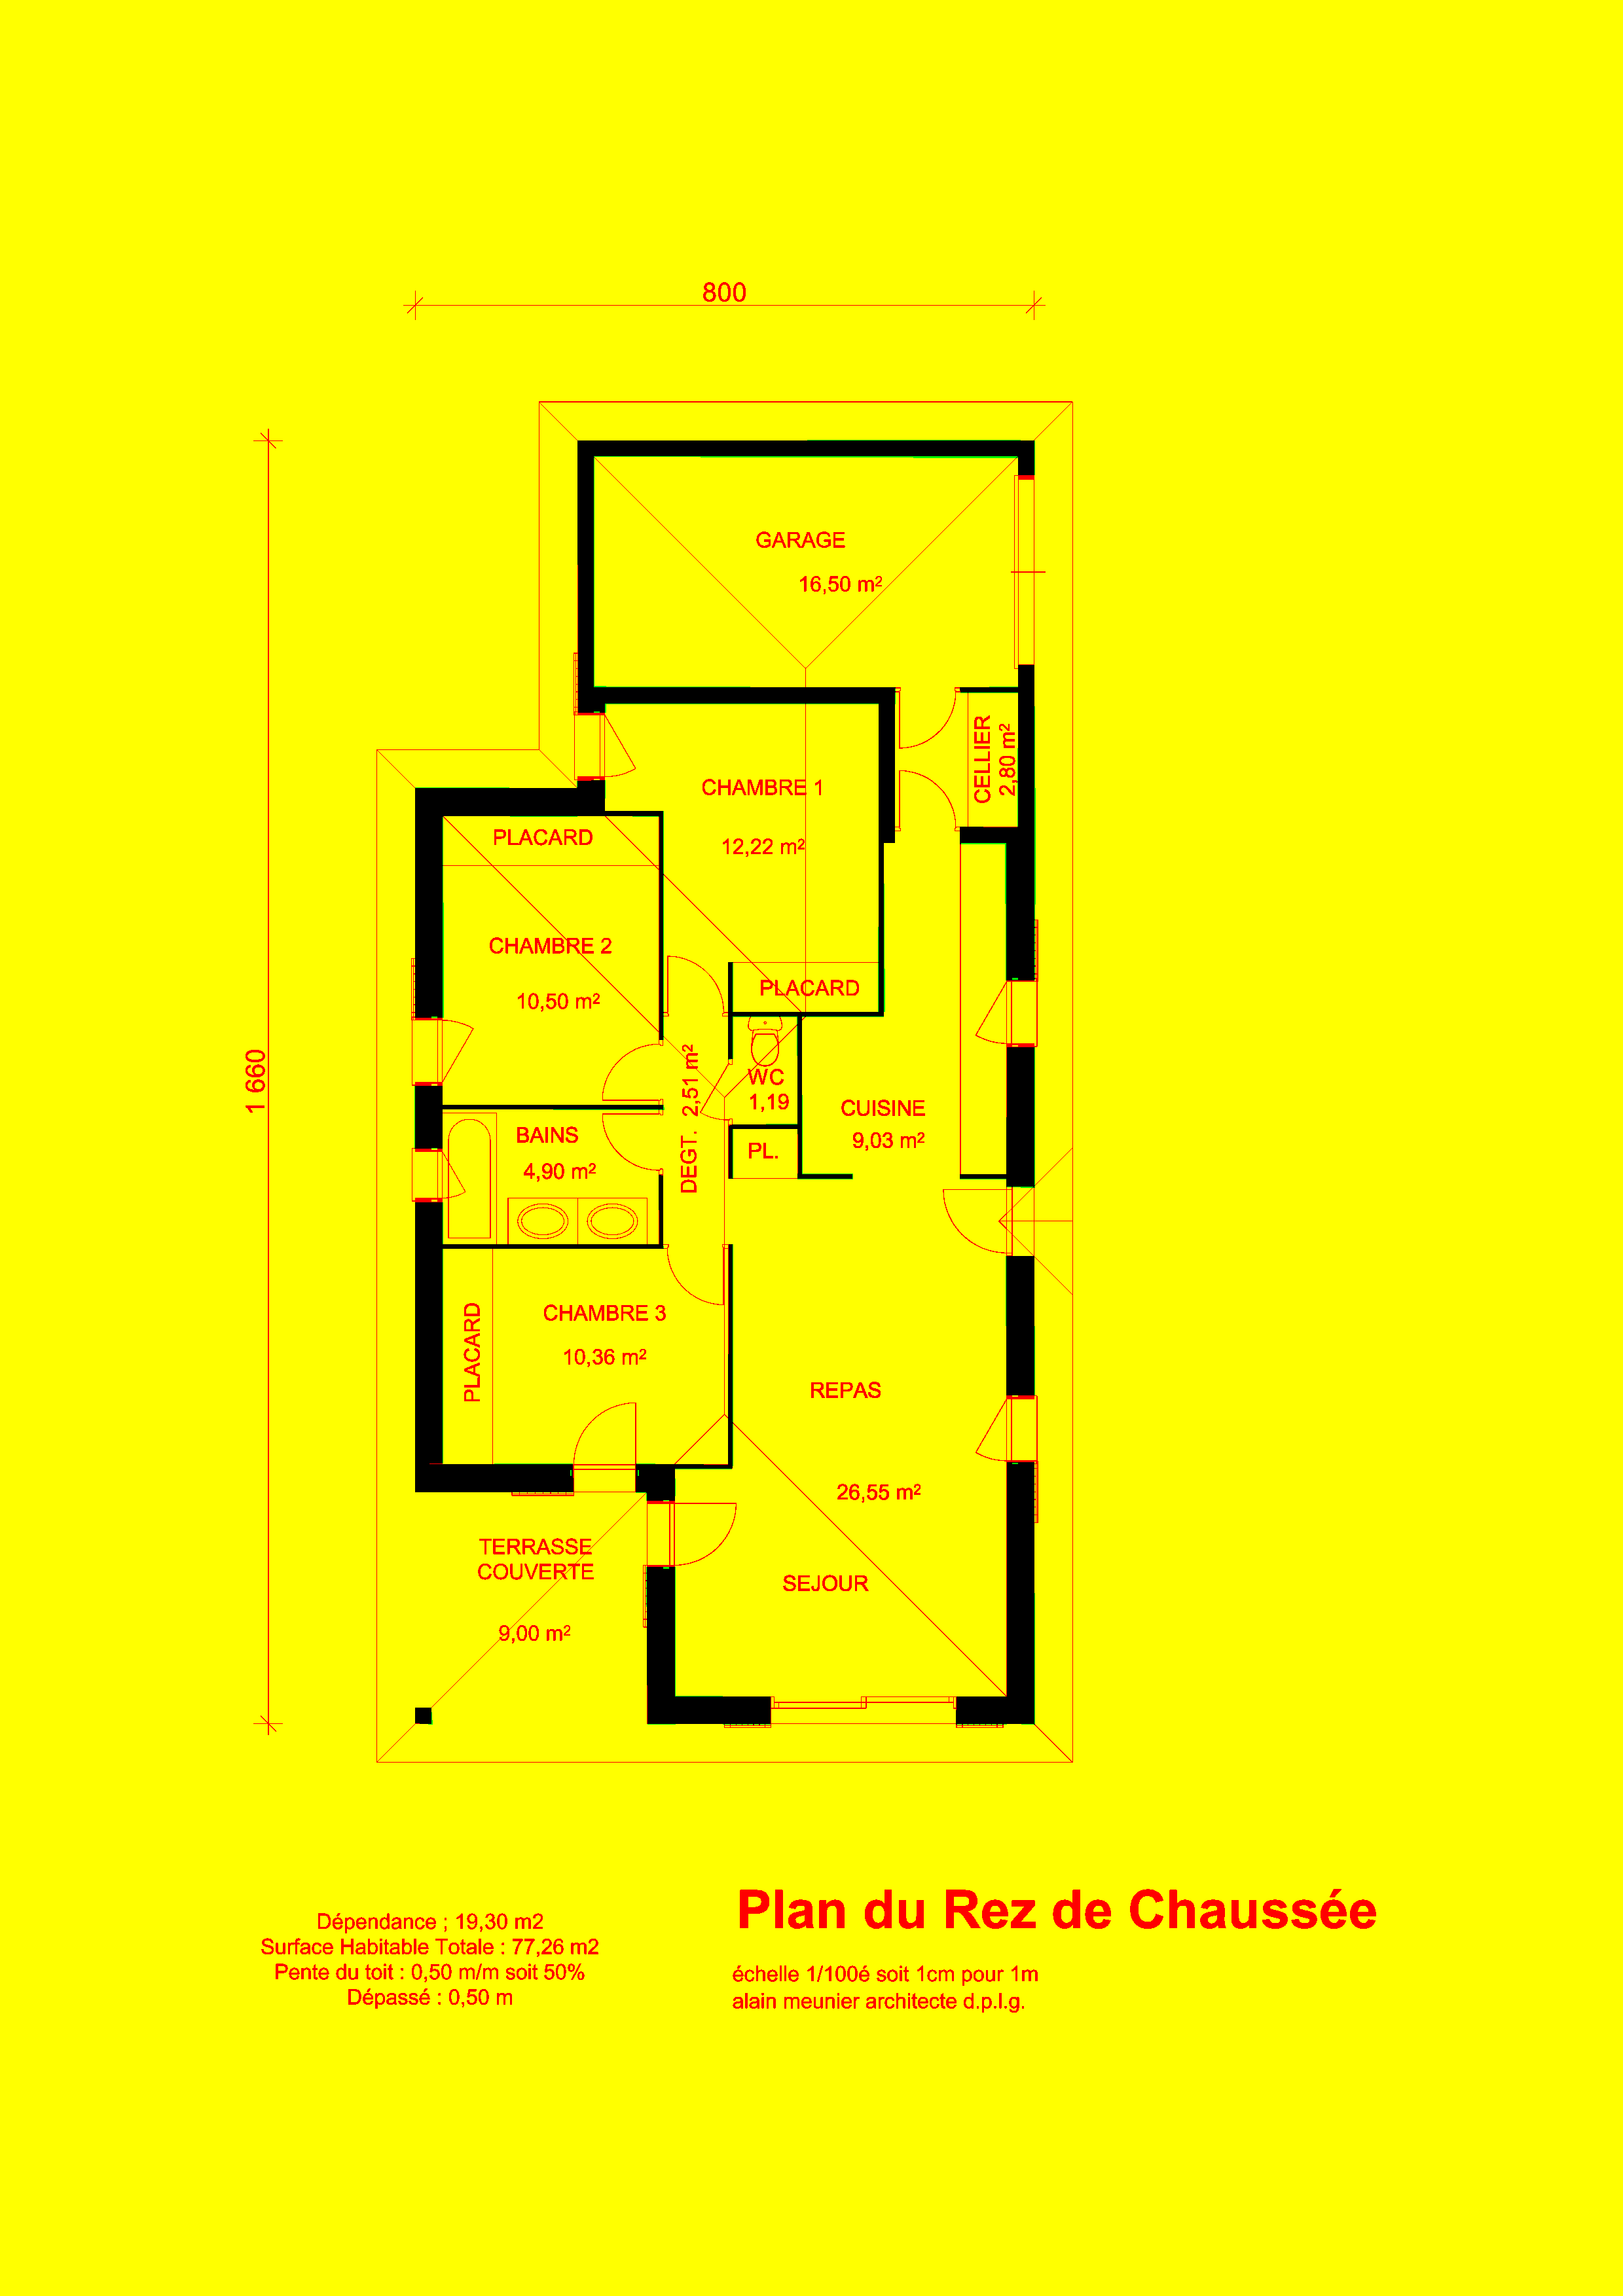 800
GARAGE
16,50 m²
CELLIER
2,80 m²
CHAMBRE 1
12,22 m²
PLACARD
CHAMBRE 2
10,50 m²
PLACARD
1 660
DEGT. 2,51 m²
WC
1,19
CUISINE
9,03 m²
BAINS
4,90 m²
PL.
PLACARD
CHAMBRE 3
10,36 m²
REPAS
26,55 m²
TERRASSE
COUVERTE
9,00 m²
SEJOUR
Plan du Rez de Chaussée
Dépendance ; 19,30 m2
Surface Habitable Totale : 77,26 m2
Pente du toit : 0,50 m/m soit 50%
Dépassé : 0,50 m
échelle 1/100é soit 1cm pour 1m
alain meunier architecte d.p.l.g.